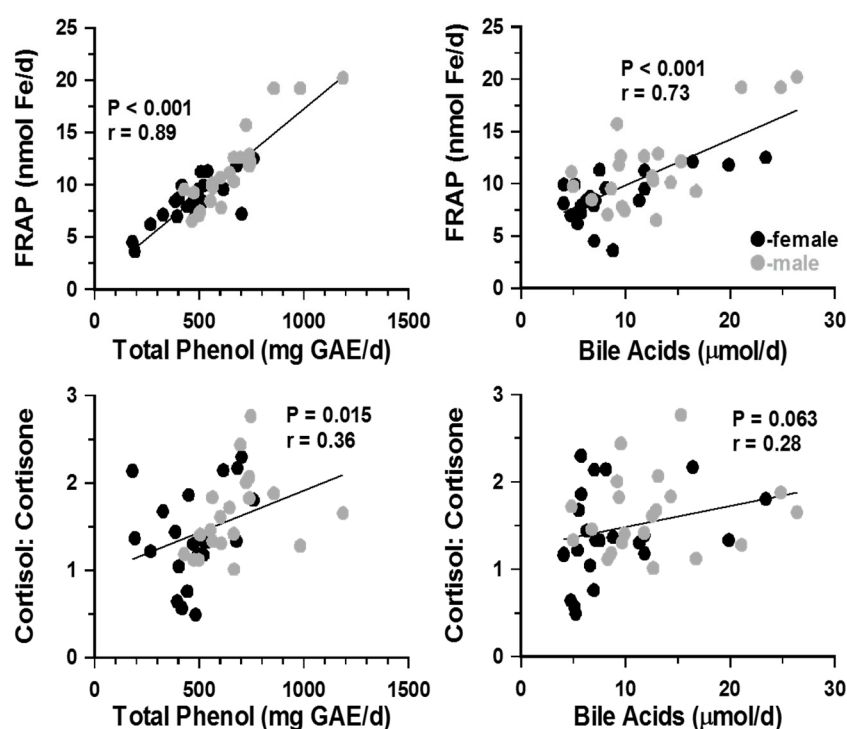 FRAP (nmol Fe/d)
25
20
15
10
5
0
P < 0.001
r = 0.89
0 500 1000 1500
Total Phenol (mg GAE/d)
FRAP (nmol Fe/d)
25
20
15
10
5
0
P < 0.001
r = 0.73
-female
-male
0 10 20 30
Bile Acids (μmol/d)
Cortisol: Cortisone
3
2
1
0
P = 0.015
r = 0.36
0 500 1000 1500
Total Phenol (mg GAE/d)
Cortisol: Cortisone
3
2
1
0
P = 0.063
r = 0.28
0 10 20 30
Bile Acids (μmol/d)